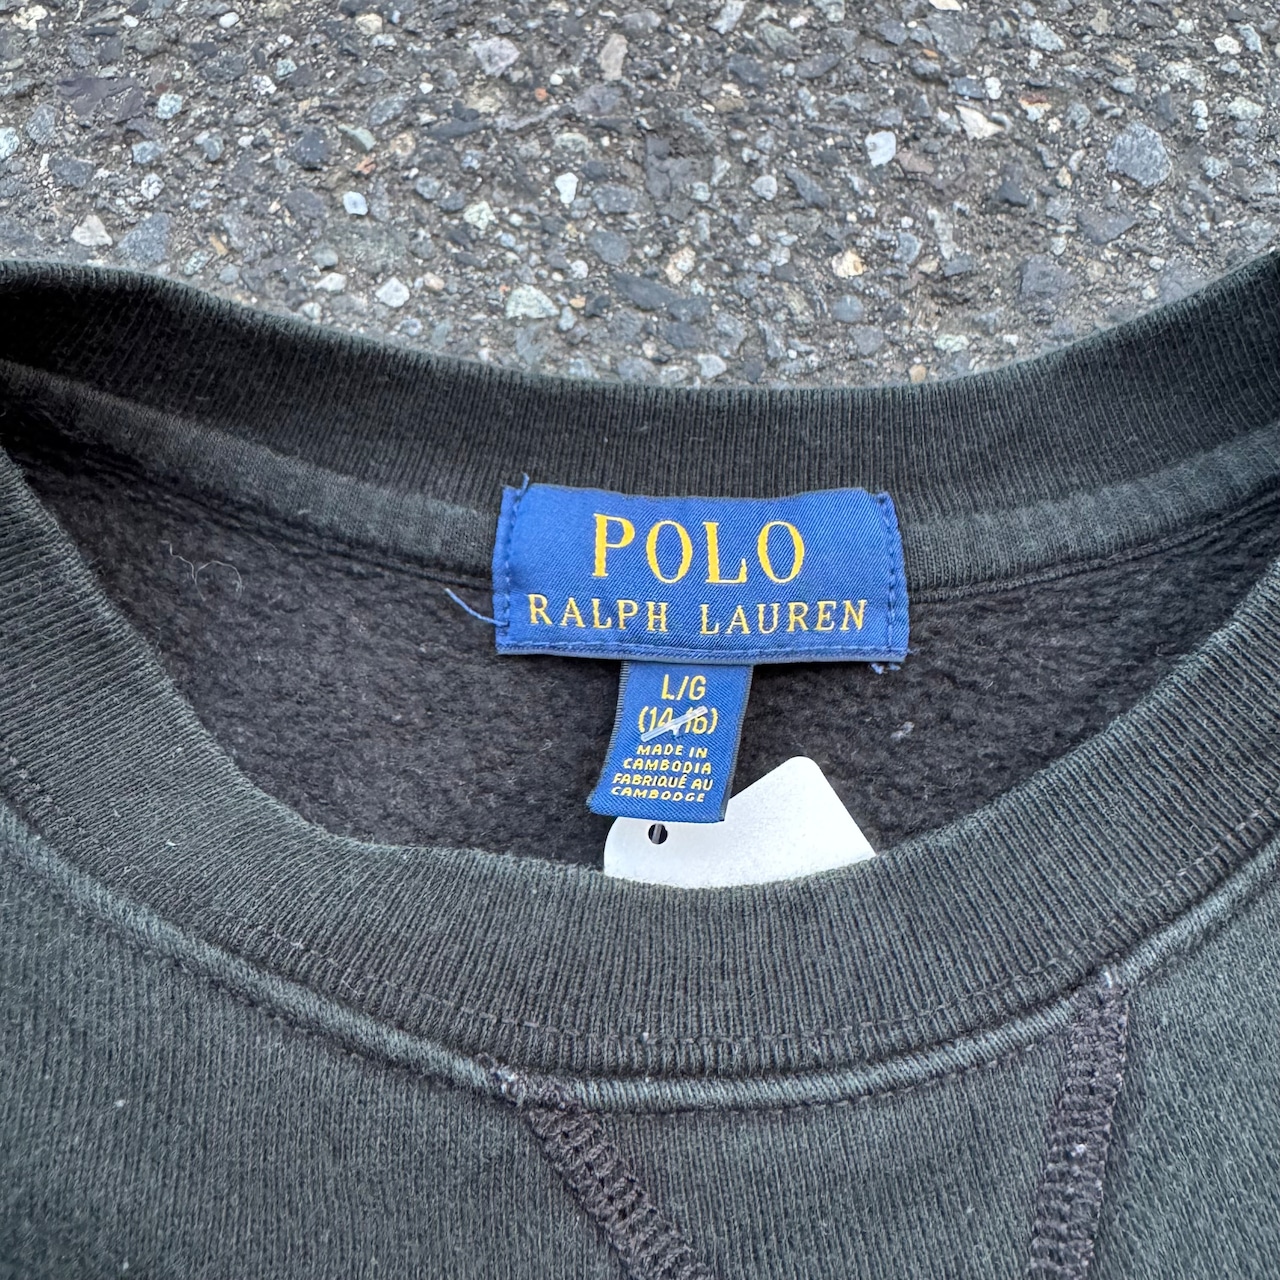 POLO
RALPH LAUREN
L/G
(14-16)
MADE IN
CAMBODIA
FABRIQUÉ AU
CAMBODGE